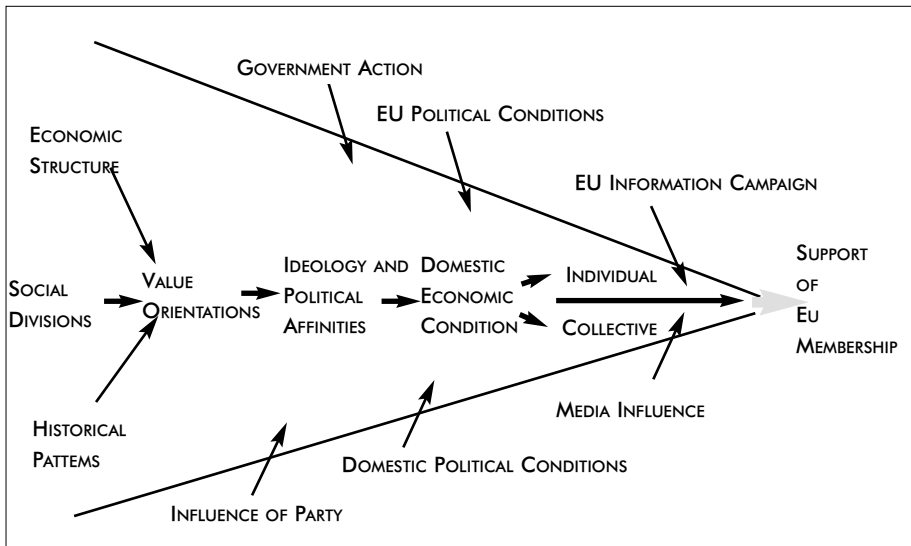 Government Action
EU Political Conditions
Economic
Structure
EU Information Campaign
Social
Divisions
Value
Orientations
Ideology and
Political
Affinities
Domestic
Economic
Condition
Individual
Collective
Support
of
Eu
Membership
Historical
Pattems
Media Influence
Domestic Political Conditions
Influence of Party